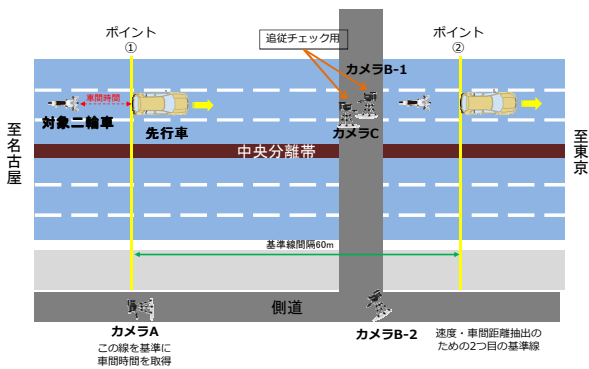 ポイント
①
追従チェック用
ポイント
②
カメラB-1
車間時間
対象二輪車
先行車
カメラC
至名古屋
中央分離帯
至東京
基準線間隔60m
側道
カメラA
この線を基準に
車間時間を取得
カメラB-2
速度・車間距離抽出の
ための2つ目の基準線